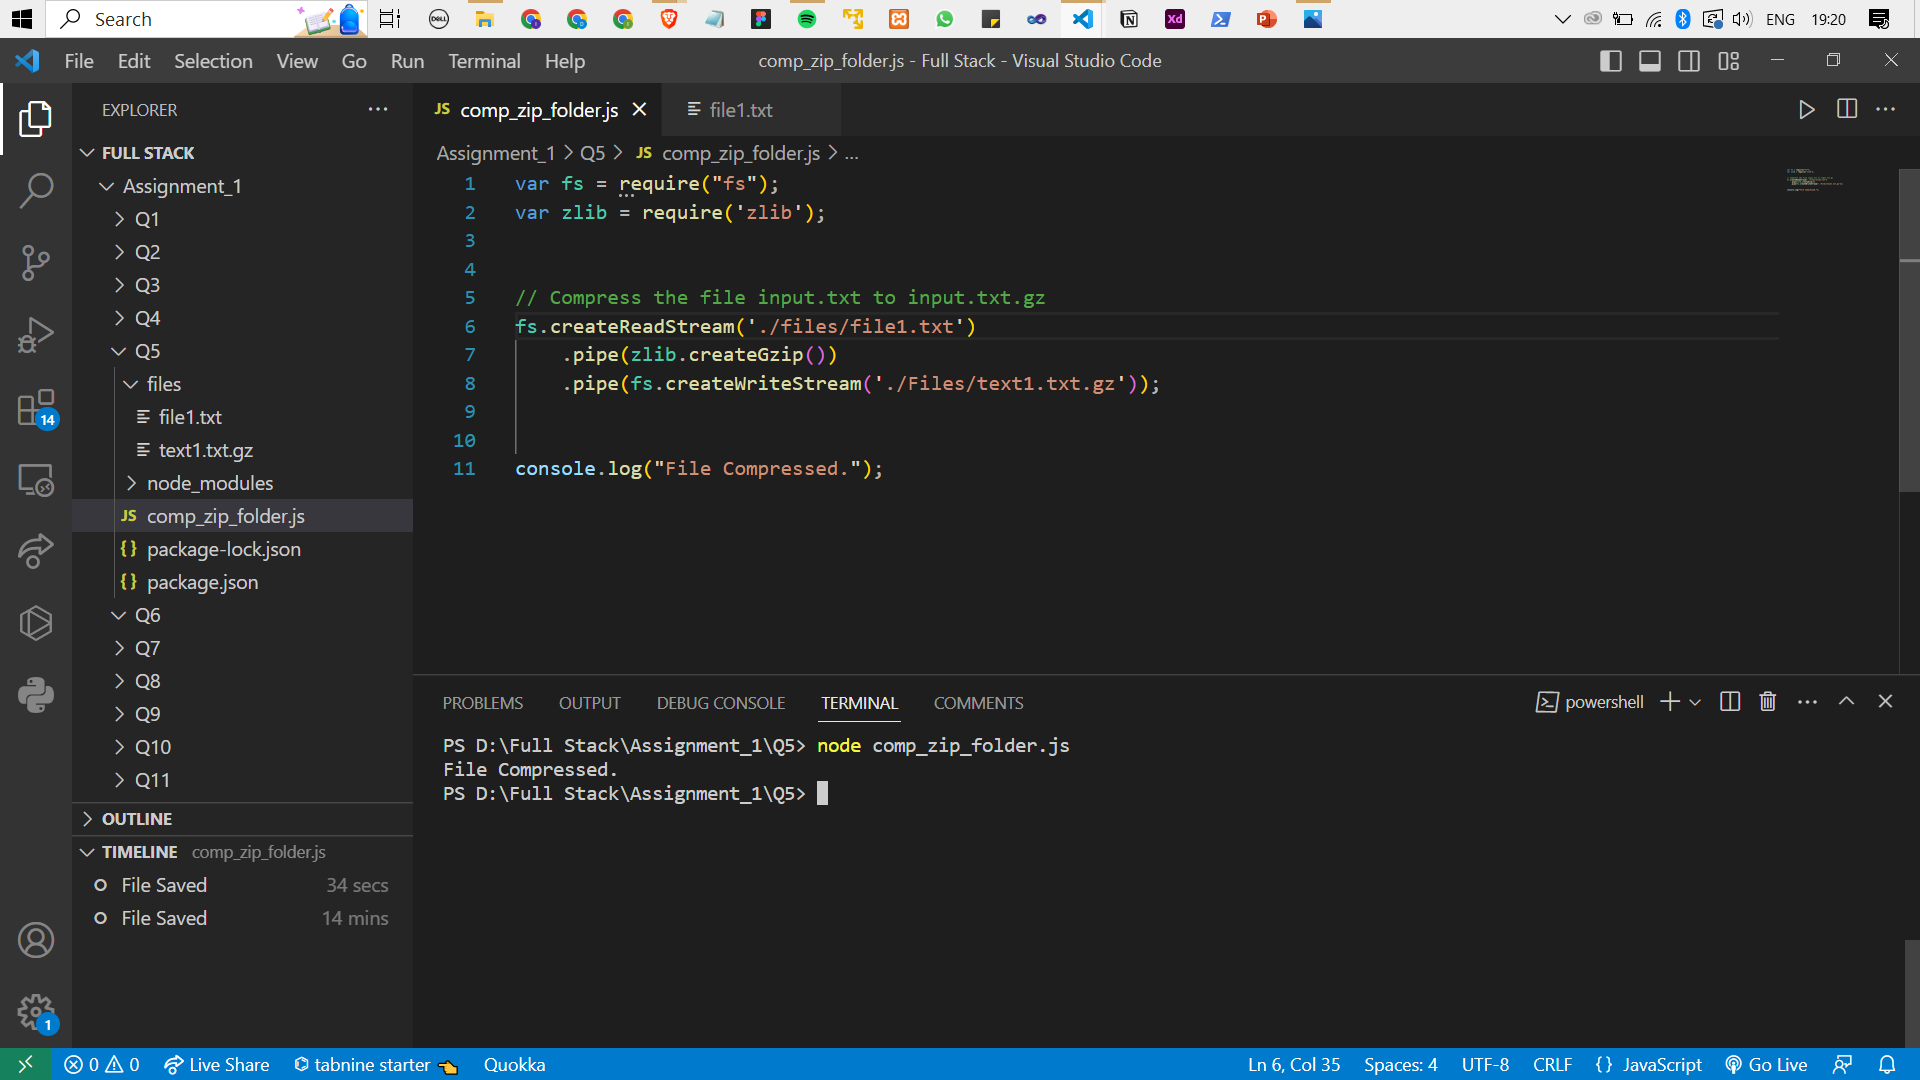 Search
ENG
19:20
File Edit Selection View Go Run Terminal Help
comp_zip_folder.js - Full Stack - Visual Studio Code
EXPLORER
FULL STACK
Assignment_1
Q1
Q2
Q3
Q4
Q5
files
file1.txt
text1.txt.gz
node_modules
JS comp_zip_folder.js
{} package-lock.json
{} package.json
Q6
Q7
Q8
Q9
Q10
Q11
OUTLINE
TIMELINE comp_zip_folder.js
File Saved 34 secs
File Saved 14 mins
14
1
JS comp_zip_folder.js
file1.txt
Assignment_1 > Q5 > JS comp_zip_folder.js > ...
1 var fs = require("fs");
2 var zlib = require('zlib');
3
4
5 // Compress the file input.txt to input.txt.gz
6 fs.createReadStream('./files/file1.txt')
7 .pipe(zlib.createGzip())
8 .pipe(fs.createWriteStream('./Files/text1.txt.gz'));
9
10
11 console.log("File Compressed.");
PROBLEMS OUTPUT DEBUG CONSOLE TERMINAL COMMENTS
powershell
PS D:\Full Stack\Assignment_1\Q5> node comp_zip_folder.js
File Compressed.
PS D:\Full Stack\Assignment_1\Q5>
0 0 Live Share tabnine starter Quokka
Ln 6, Col 35 Spaces: 4 UTF-8 CRLF {} JavaScript Go Live